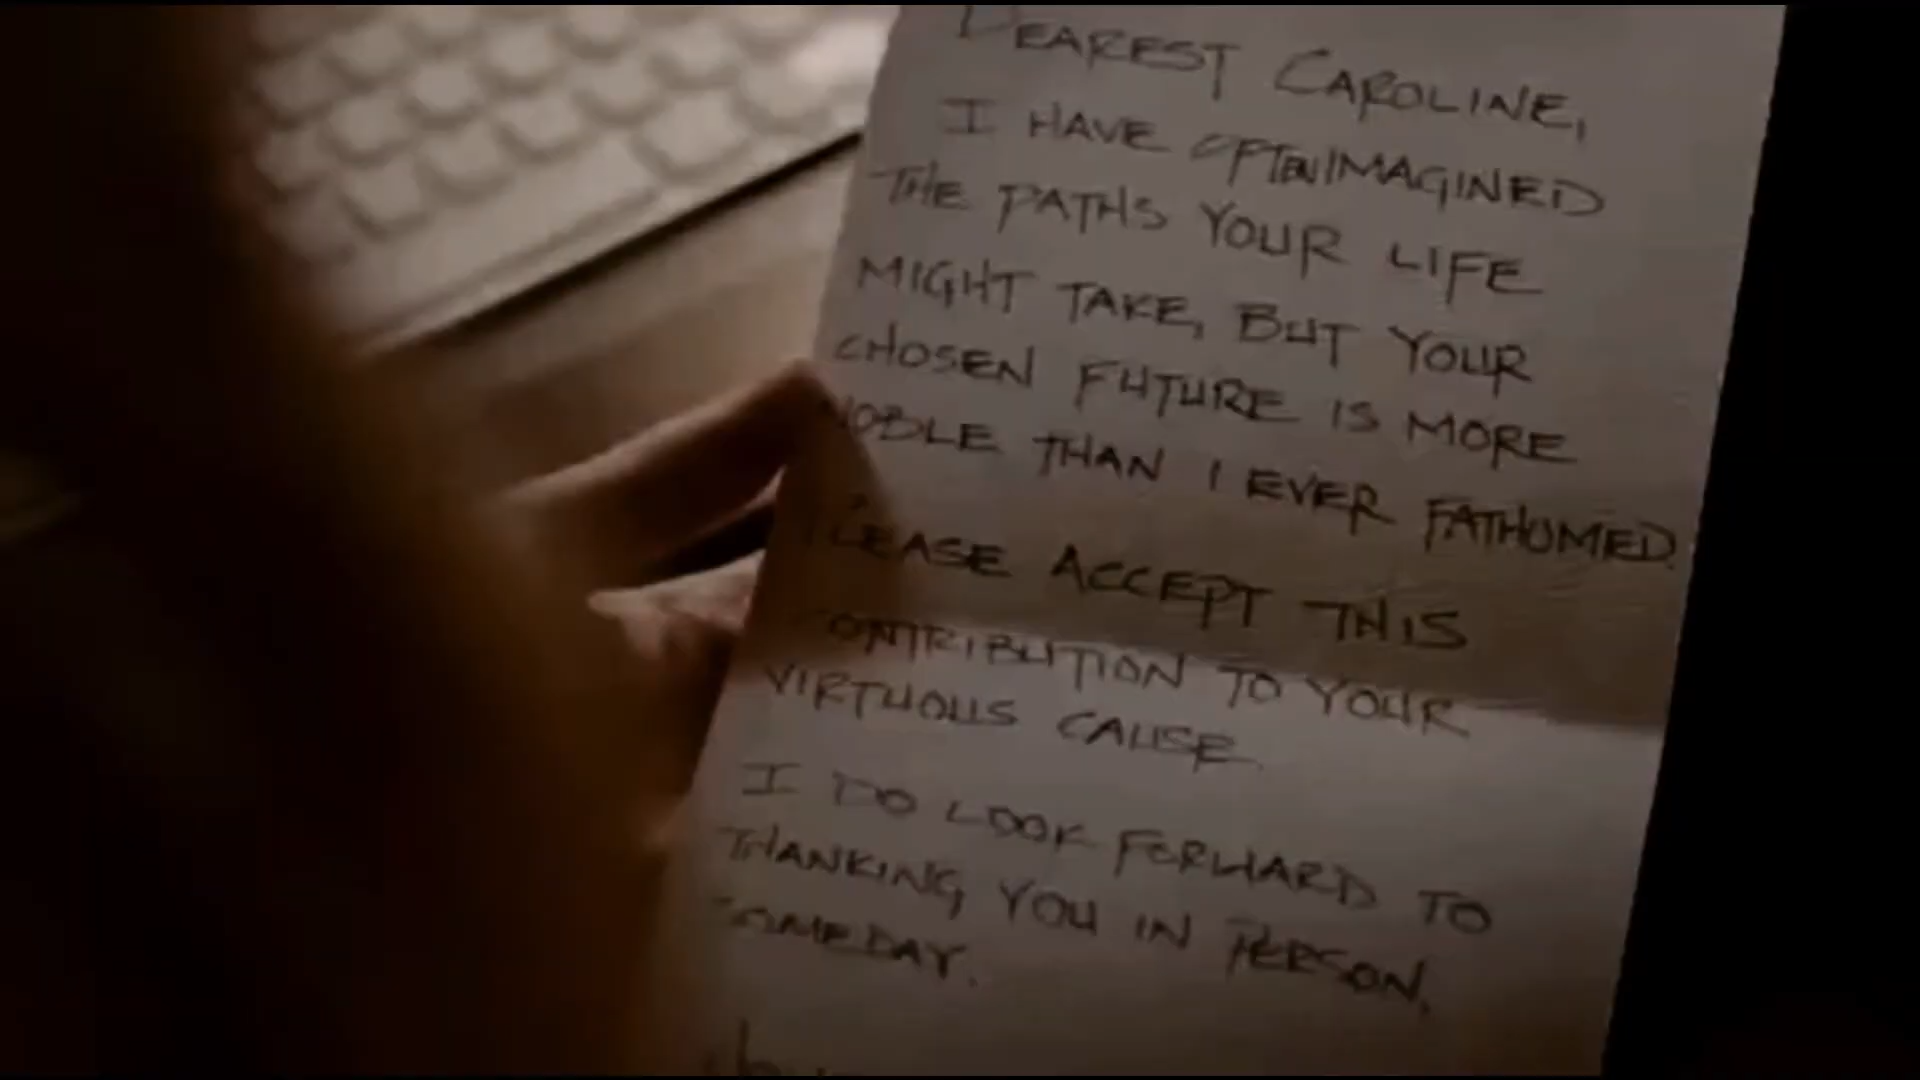 DEAREST CAROLINE,
I HAVE OFTEN IMAGINED
THE PATHS YOUR LIFE
MIGHT TAKE, BUT YOUR
CHOSEN FUTURE IS MORE
NOBLE THAN I EVER FATHOMED.
PLEASE ACCEPT THIS
CONTRIBUTION TO YOUR
VIRTUOUS CAUSE.
I DO LOOK FORWARD TO
THANKING YOU IN PERSON,
SOMEDAY.